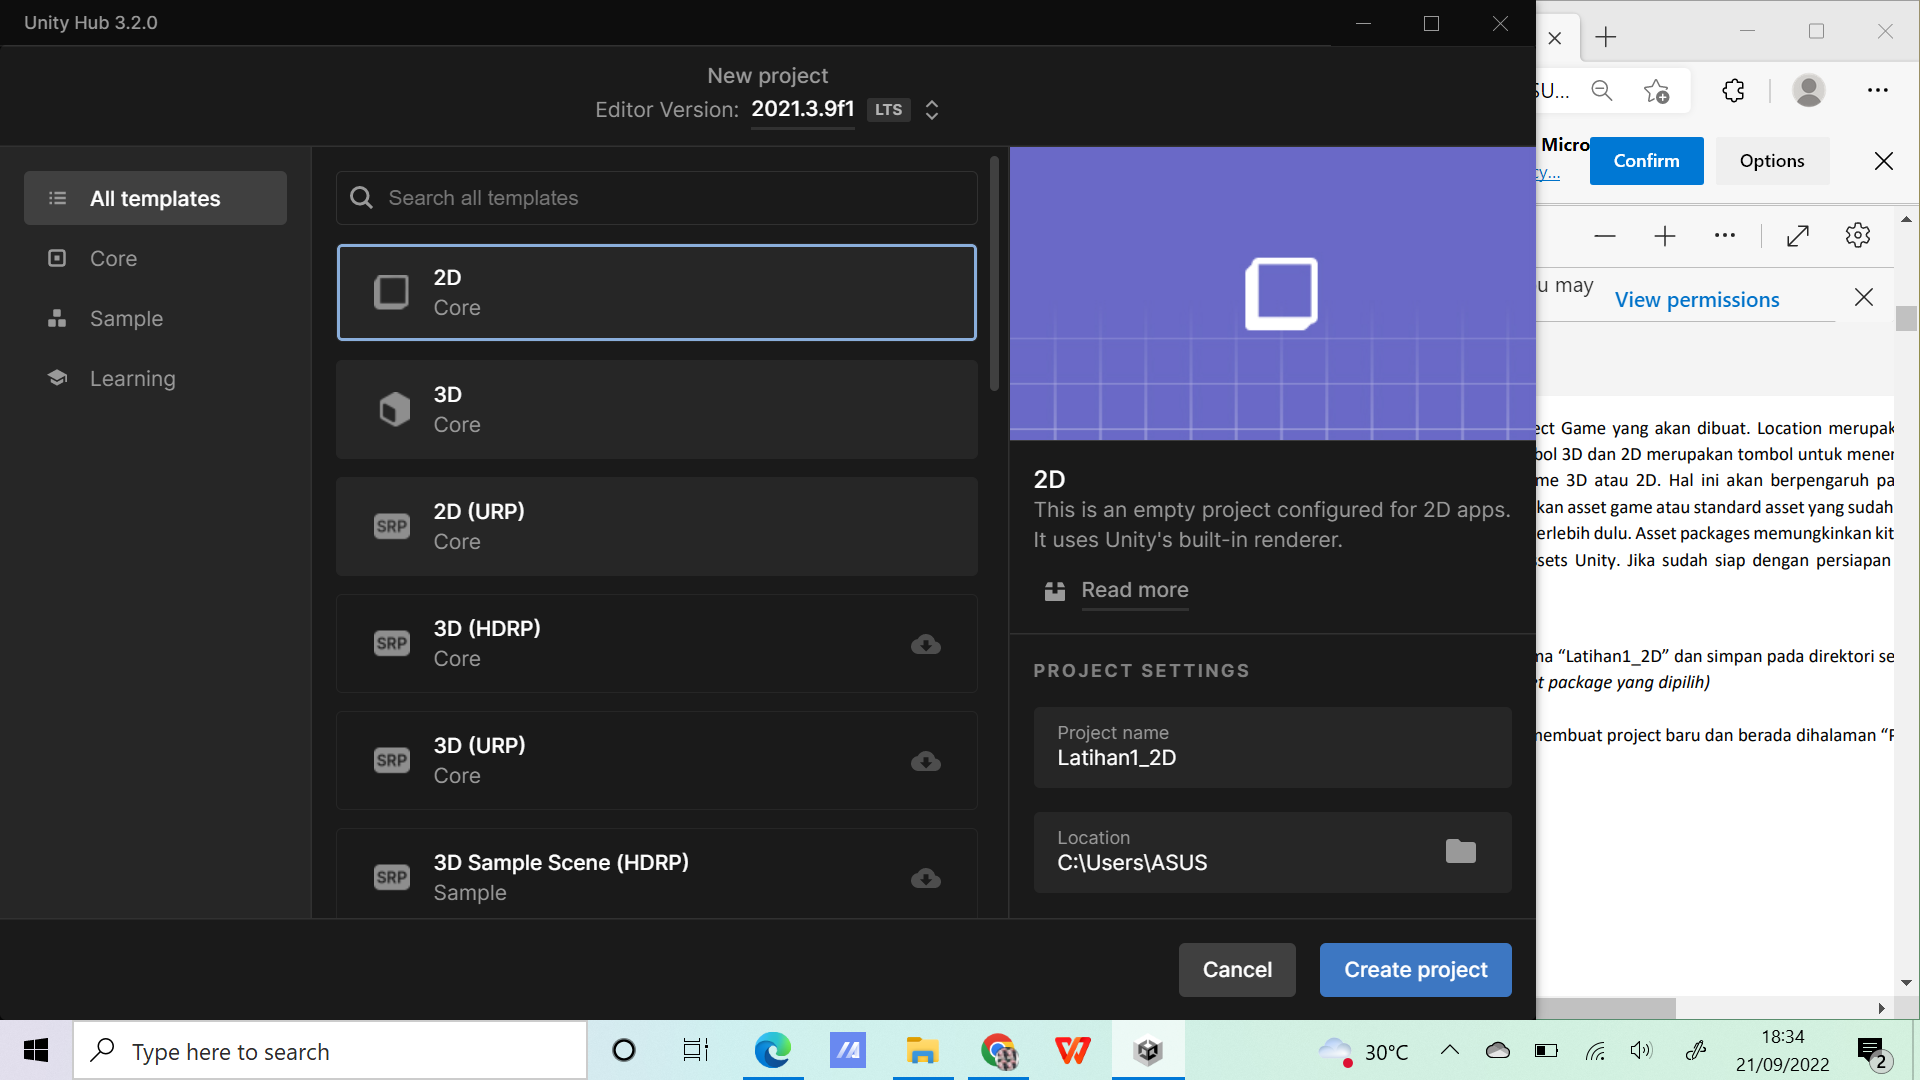 Unity Hub 3.2.0
New project
Editor Version: 2021.3.9f1 LTS
All templates
Core
Sample
Learning
Search all templates
2D
Core
3D
Core
SRP
2D (URP)
Core
SRP
3D (HDRP)
Core
SRP
3D (URP)
Core
SRP
3D Sample Scene (HDRP)
Sample
2D
This is an empty project configured for 2D apps.
It uses Unity's built-in renderer.
Read more
PROJECT SETTINGS
Project name
Latihan1_2D
Location
C:\Users\ASUS
Cancel
Create project
SU...
Micro
Confirm
Options
cy...
u may
View permissions
ect Game yang akan dibuat. Location merupak
bol 3D dan 2D merupakan tombol untuk mener
me 3D atau 2D. Hal ini akan berpengaruh pa
kan asset game atau standard asset yang sudah
erlebih dulu. Asset packages memungkinkan kit
ssets Unity. Jika sudah siap dengan persiapan
na “Latihan1_2D” dan simpan pada direktori se
t package yang dipilih)
membuat project baru dan berada dihalaman “P
Type here to search
30°C
18:34
21/09/2022
2